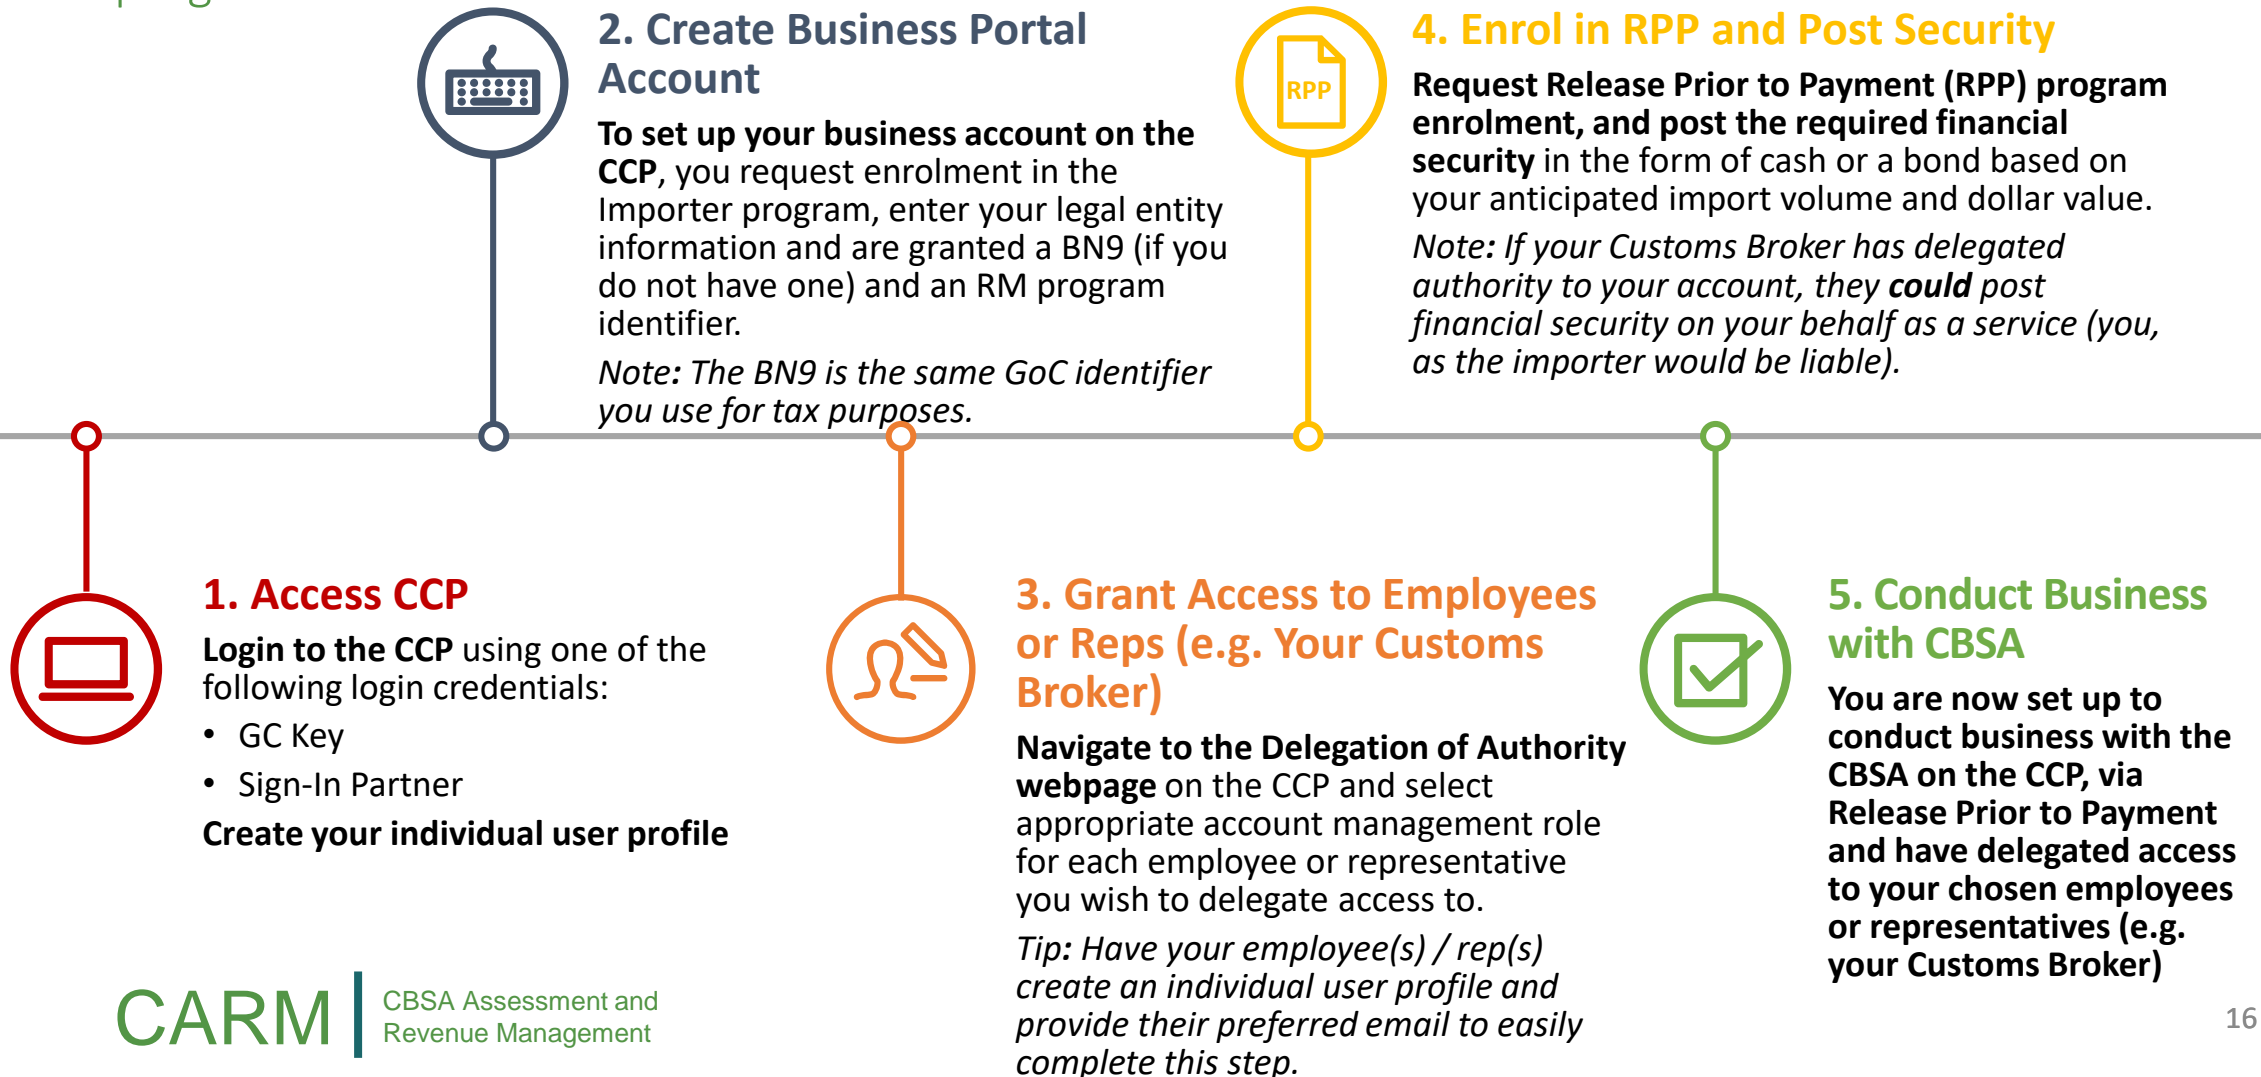 2. Create Business Portal
Account
To set up your business account on the
CCP, you request enrolment in the
Importer program, enter your legal entity
information and are granted a BN9 (if you
do not have one) and an RM program
identifier.
Note: The BN9 is the same GoC identifier
you use for tax purposes.
RPP
4. Enrol in RPP and Post Security
Request Release Prior to Payment (RPP) program
enrolment, and post the required financial
security in the form of cash or a bond based on
your anticipated import volume and dollar value.
Note: If your Customs Broker has delegated
authority to your account, they could post
financial security on your behalf as a service (you,
as the importer would be liable).
1. Access CCP
Login to the CCP using one of the
following login credentials:
• GC Key
• Sign-In Partner
Create your individual user profile
3. Grant Access to Employees
or Reps (e.g. Your Customs
Broker)
Navigate to the Delegation of Authority
webpage on the CCP and select
appropriate account management role
for each employee or representative
you wish to delegate access to.
Tip: Have your employee(s) / rep(s)
create an individual user profile and
provide their preferred email to easily
complete this step.
5. Conduct Business
with CBSA
You are now set up to
conduct business with the
CBSA on the CCP, via
Release Prior to Payment
and have delegated access
to your chosen employees
or representatives (e.g.
your Customs Broker)
CARM
CBSA Assessment and
Revenue Management
16